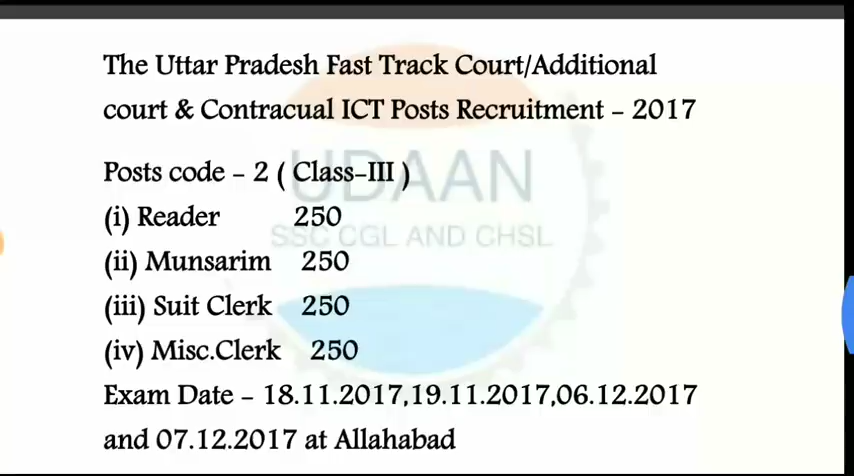 The Uttar Pradesh Fast Track Court/Additional
court & Contracual ICT Posts Recruitment - 2017
Posts code - 2 ( Class-III )
(i) Reader 250
(ii) Munsarim 250
(iii) Suit Clerk 250
(iv) Misc.Clerk 250
Exam Date - 18.11.2017,19.11.2017,06.12.2017
and 07.12.2017 at Allahabad
UDAAN
SSC CGL AND CHSL